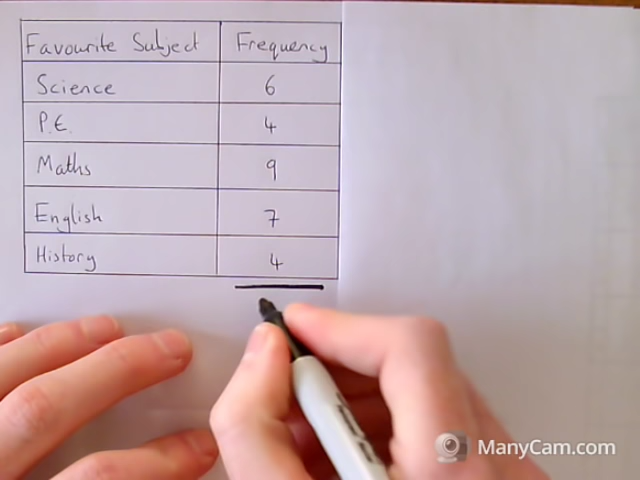 Favourite Subject Frequency
Science 6
P.E. 4
Maths 9
English 7
History 4
ManyCam.com